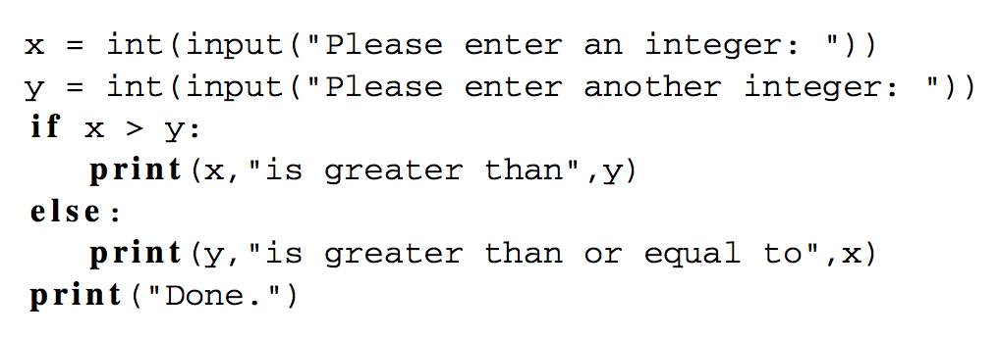 x = int(input("Please enter an integer: "))
y = int(input("Please enter another integer: "))
if x > y:
    print(x,"is greater than",y)
else:
    print(y,"is greater than or equal to",x)
print("Done.")